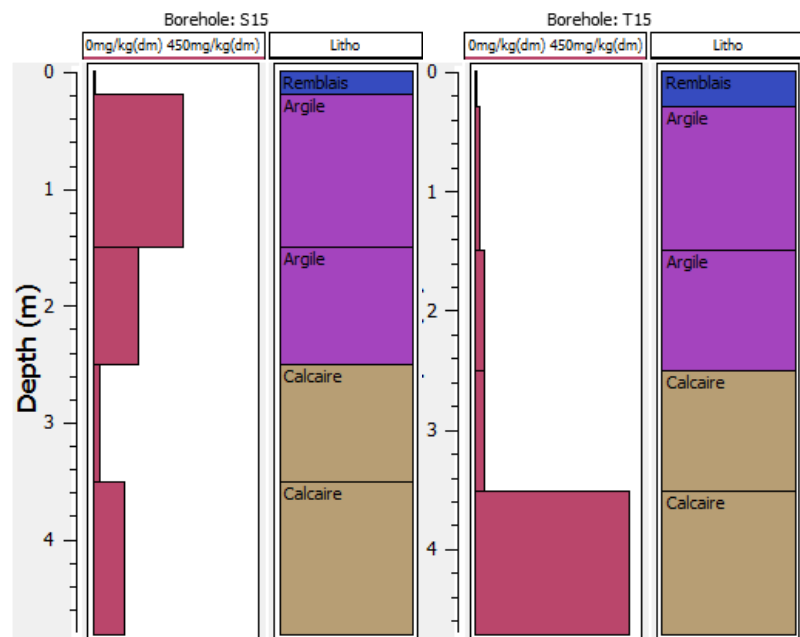 Borehole: S15
0mg/kg(dm) 450mg/kg(dm)
Litho
Depth (m)
0
1
2
3
4
Remblais
Argile
Argile
Calcaire
Calcaire
Borehole: T15
0mg/kg(dm) 450mg/kg(dm)
Litho
0
1
2
3
4
Remblais
Argile
Argile
Calcaire
Calcaire